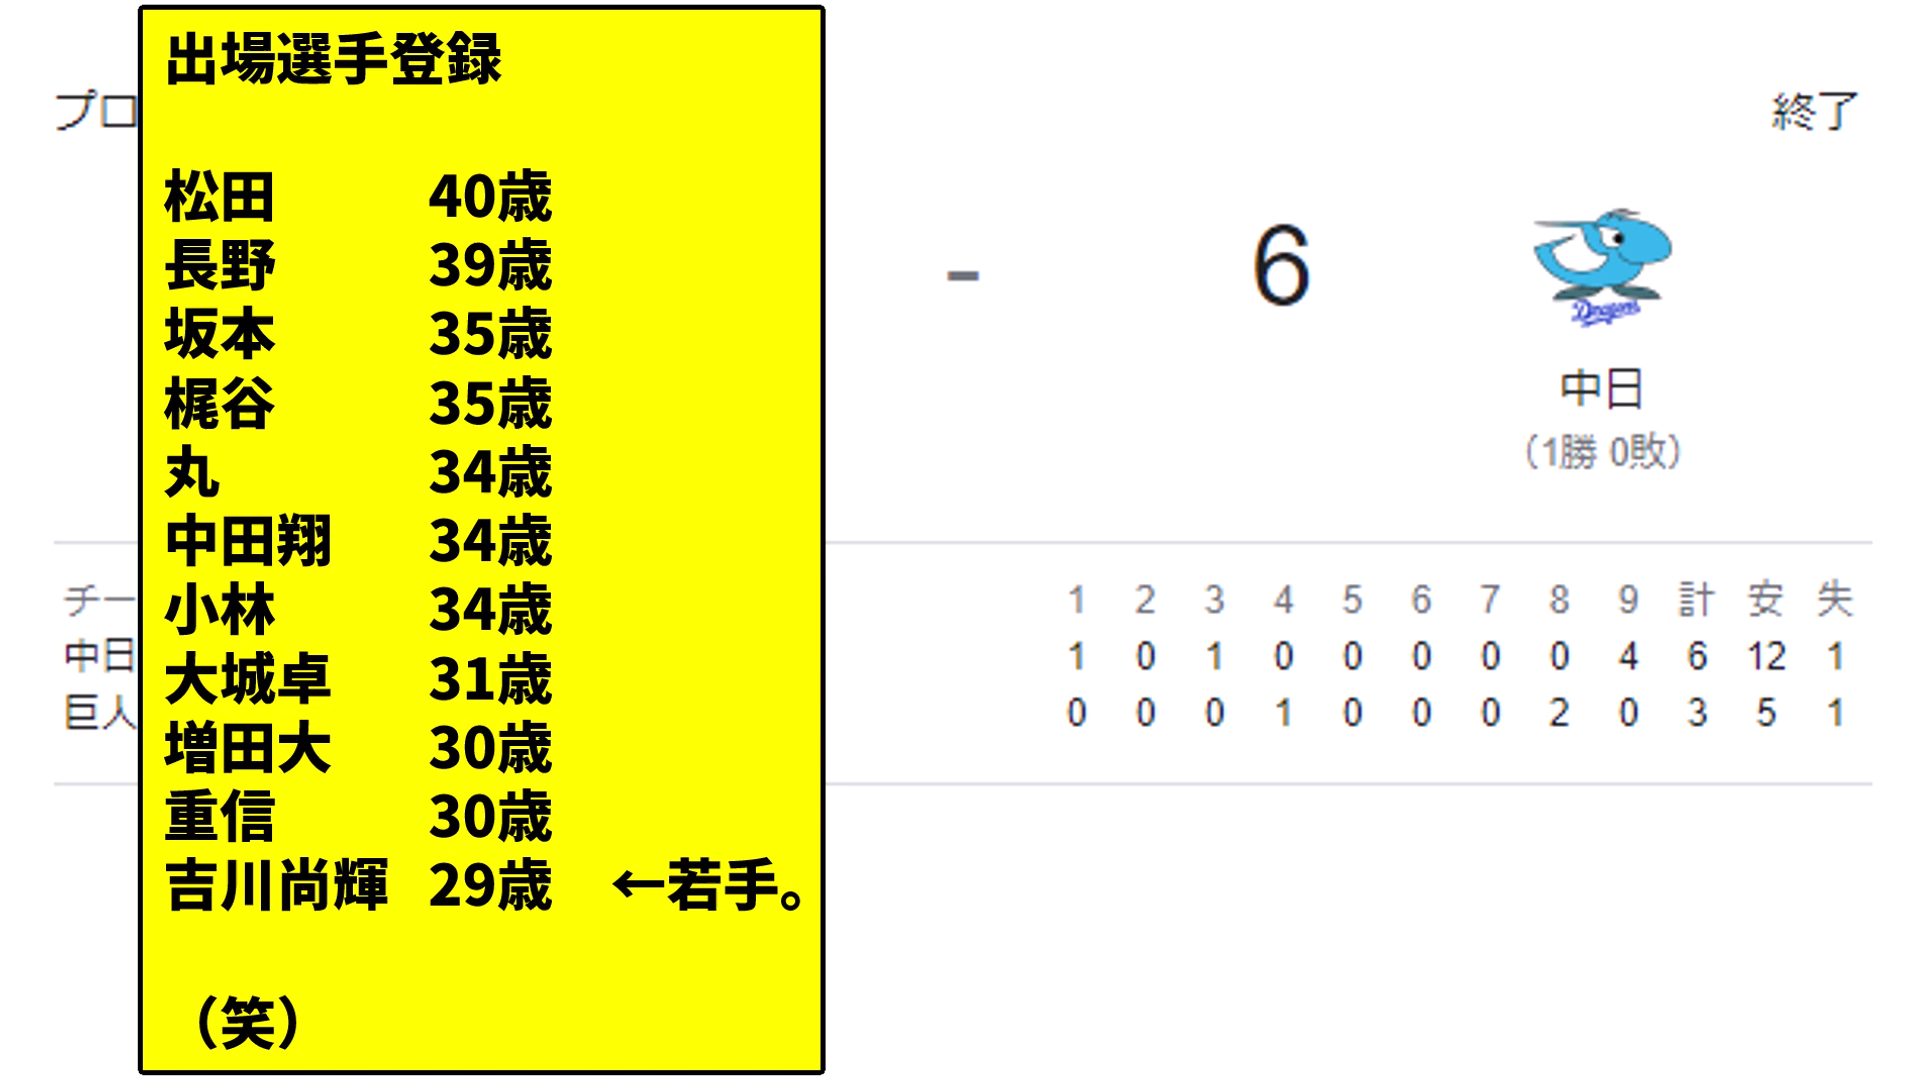 出場選手登録
松田 40歳
長野 39歳
坂本 35歳
梶谷 35歳
丸 34歳
中田翔 34歳
小林 34歳
大城卓 31歳
増田大 30歳
重信 30歳
吉川尚輝 29歳 ←若手。
（笑）
プロ
終了
- 6
Dragons
中日
（1勝 0敗）
チー 1 2 3 4 5 6 7 8 9 計 安 失
中日 1 0 1 0 0 0 0 0 4 6 12 1
巨人 0 0 0 1 0 0 0 2 0 3 5 1